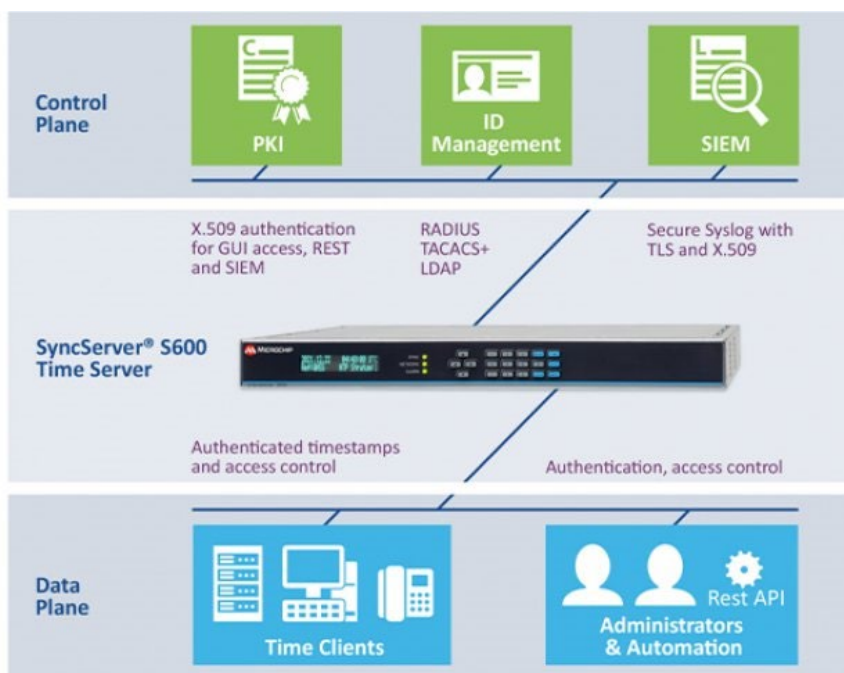 Control
Plane
C
PKI
ID
Management
L
SIEM
X.509 authentication
for GUI access, REST
and SIEM
RADIUS
TACACS+
LDAP
Secure Syslog with
TLS and X.509
SyncServer® S600
Time Server
MICROCHIP
Authenticated timestamps
and access control
Authentication, access control
Data
Plane
Time Clients
Rest API
Administrators
& Automation